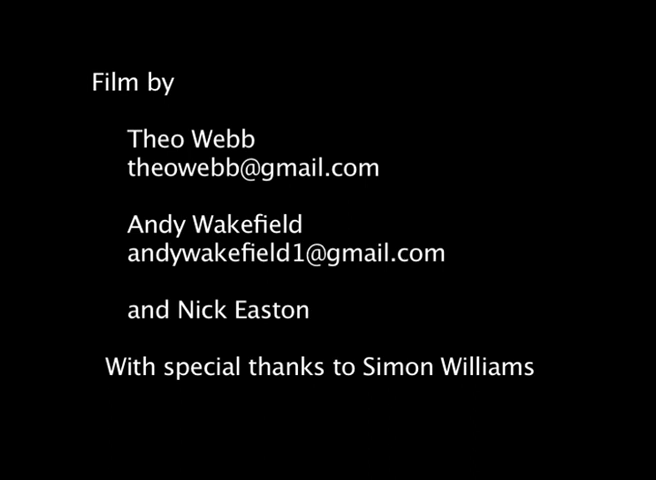 Film by
Theo Webb
theowebb@gmail.com
Andy Wakefield
andywakefield1@gmail.com
and Nick Easton
With special thanks to Simon Williams